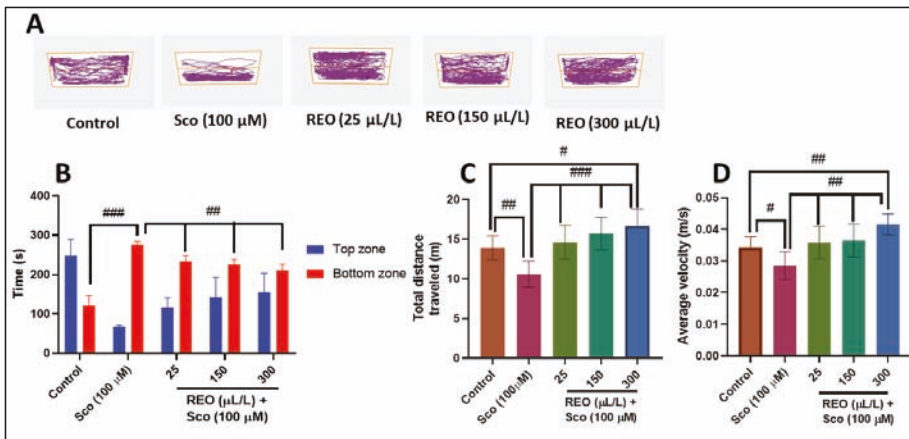 A
Control
Sco (100 µM)
REO (25 µL/L)
REO (150 µL/L)
REO (300 µL/L)
B
###
##
Time (s)
400
300
200
100
0
Control
Sco (100 µM)
25
150
300
REO (µL/L) +
Sco (100 µM)
Top zone
Bottom zone
C
#
##
###
Total distance
traveled (m)
20
15
10
5
0
Control
Sco (100µM)
25
150
300
REO (µL/L) +
Sco (100 µM)
D
##
#
##
Average velocity (m/s)
0.05
0.04
0.03
0.02
0.01
0.00
Control
Sco (100 µM)
25
150
300
REO (µL/L) +
Sco (100 µM)